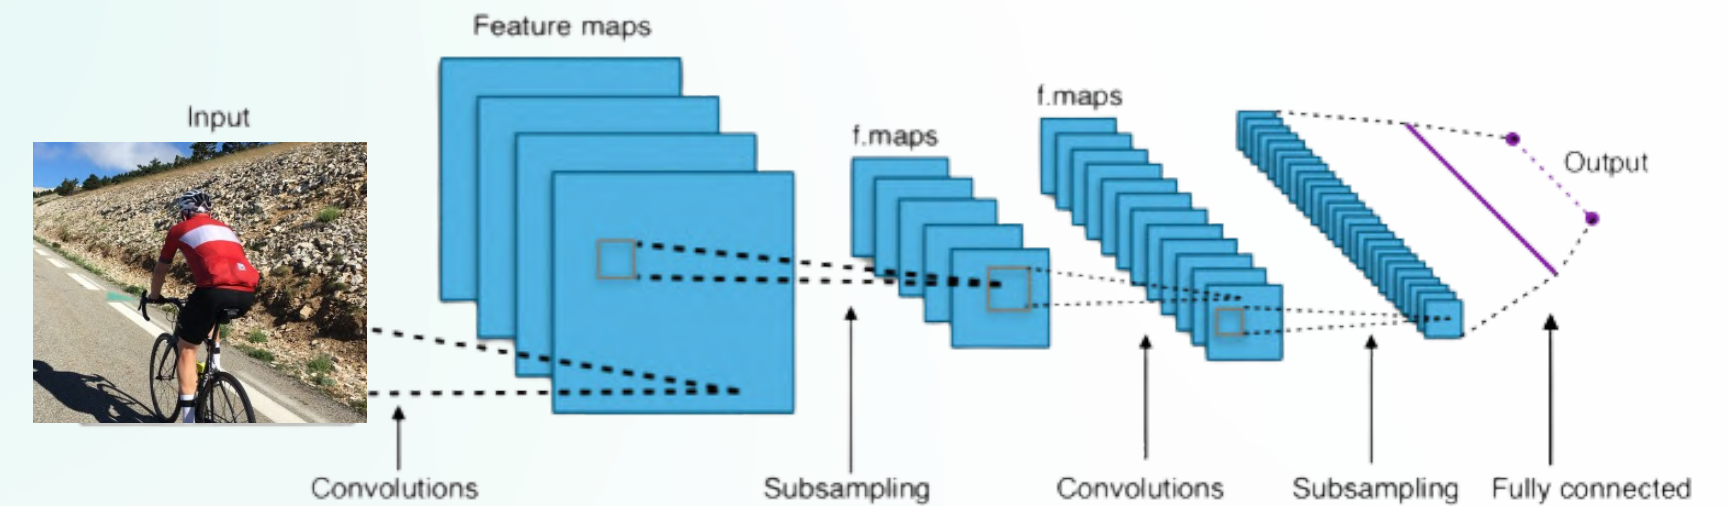 Feature maps
Input
f.maps
f.maps
Output
Convolutions
Subsampling
Convolutions
Subsampling
Fully connected